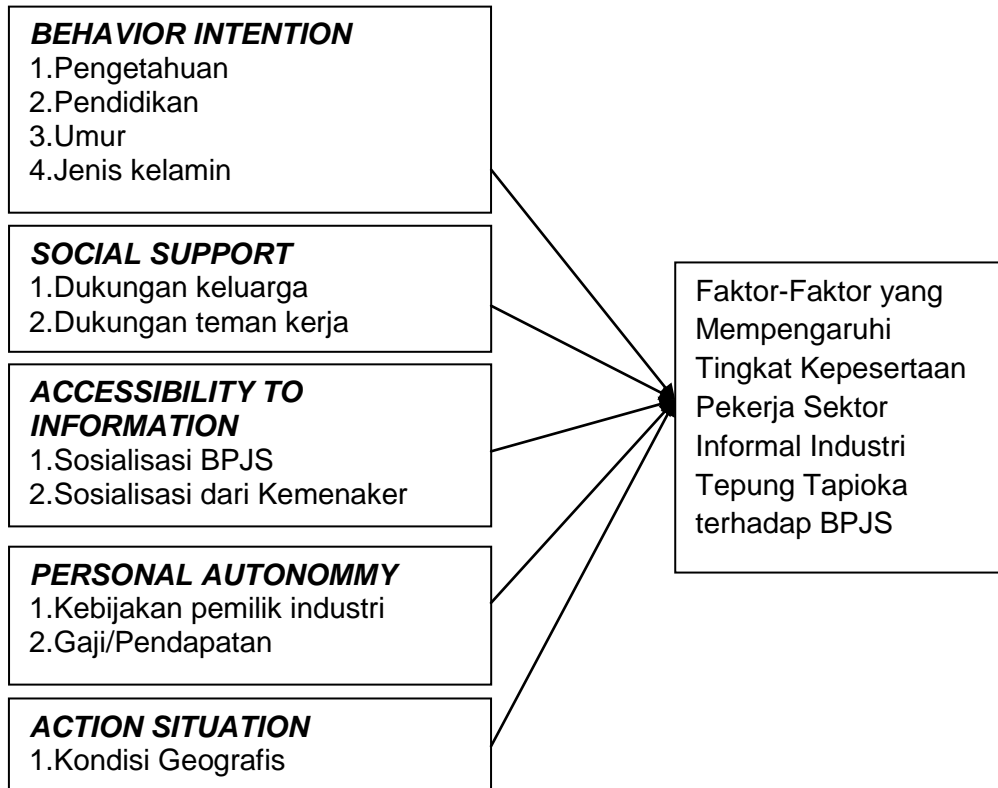 BEHAVIOR INTENTION
1.Pengetahuan
2.Pendidikan
3.Umur
4.Jenis kelamin
SOCIAL SUPPORT
1.Dukungan keluarga
2.Dukungan teman kerja
ACCESSIBILITY TO
INFORMATION
1.Sosialisasi BPJS
2.Sosialisasi dari Kemenaker
PERSONAL AUTONOMMY
1.Kebijakan pemilik industri
2.Gaji/Pendapatan
ACTION SITUATION
1.Kondisi Geografis
Faktor-Faktor yang
Mempengaruhi
Tingkat Kepesertaan
Pekerja Sektor
Informal Industri
Tepung Tapioka
terhadap BPJS